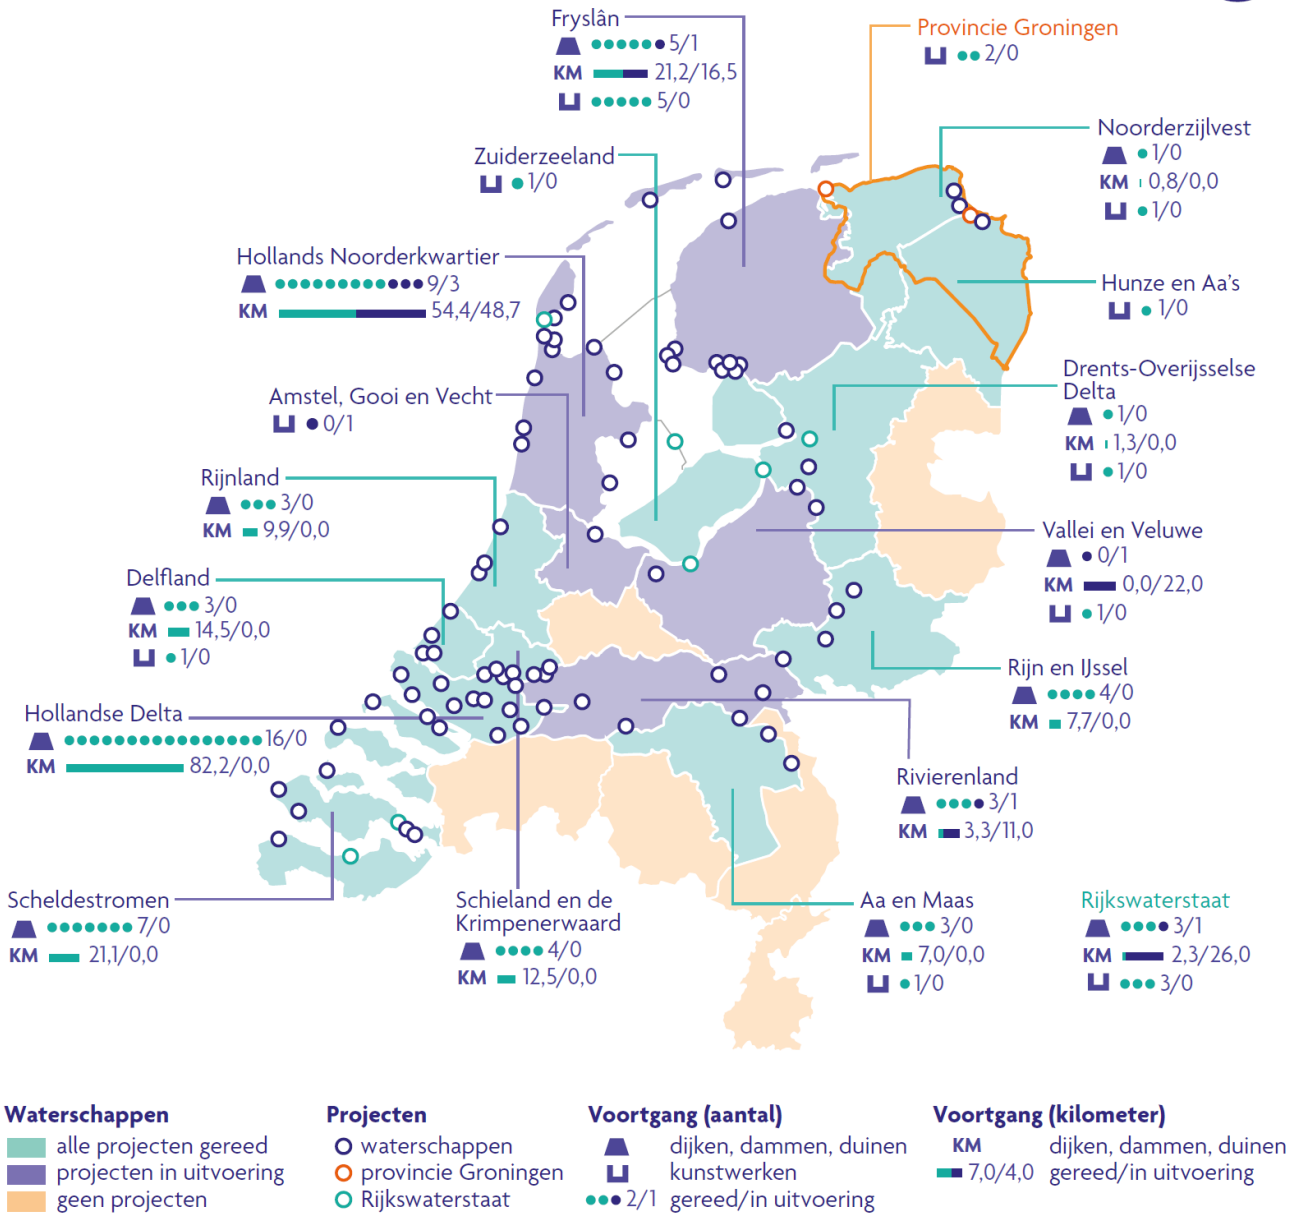 Fryslân
5/1
KM 21,2/16,5
5/0
Provincie Groningen
2/0
Zuiderzeeland
1/0
Noorderzijlvest
1/0
KM 0,8/0,0
1/0
Hollands Noorderkwartier
9/3
KM 54,4/48,7
Hunze en Aa's
1/0
Amstel, Gooi en Vecht
0/1
Drents-Overijsselse
Delta
1/0
KM 1,3/0,0
1/0
Rijnland
3/0
KM 9,9/0,0
Vallei en Veluwe
0/1
KM 0,0/22,0
1/0
Delfland
3/0
KM 14,5/0,0
1/0
Rijn en IJssel
4/0
KM 7,7/0,0
Hollandse Delta
16/0
KM 82,2/0,0
Rivierenland
3/1
KM 3,3/11,0
Scheldestromen
7/0
KM 21,1/0,0
Schieland en de
Krimpenerwaard
4/0
KM 12,5/0,0
Aa en Maas
3/0
KM 7,0/0,0
1/0
Rijkswaterstaat
3/1
KM 2,3/26,0
3/0
Waterschappen
alle projecten gereed
projecten in uitvoering
geen projecten
Projecten
waterschappen
provincie Groningen
Rijkswaterstaat
Voortgang (aantal)
dijken, dammen, duinen
kunstwerken
2/1 gereed/in uitvoering
Voortgang (kilometer)
KM dijken, dammen, duinen
7,0/4,0 gereed/in uitvoering